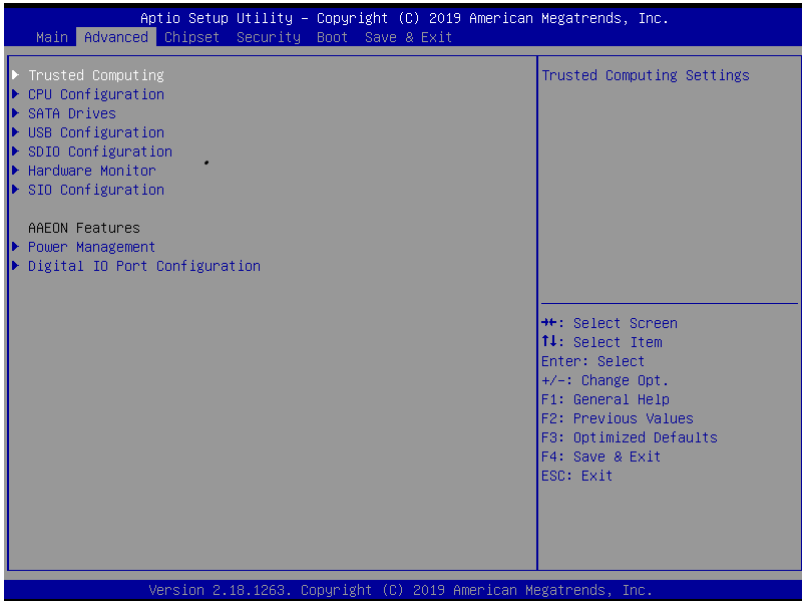 Aptio Setup Utility – Copyright (C) 2019 American Megatrends, Inc.
Main Advanced Chipset Security Boot Save & Exit
▶ Trusted Computing
▶ CPU Configuration
▶ SATA Drives
▶ USB Configuration
▶ SDIO Configuration
▶ Hardware Monitor
▶ SIO Configuration
AAEON Features
▶ Power Management
▶ Digital IO Port Configuration
Trusted Computing Settings
→←: Select Screen
↑↓: Select Item
Enter: Select
+/-: Change Opt.
F1: General Help
F2: Previous Values
F3: Optimized Defaults
F4: Save & Exit
ESC: Exit
Version 2.18.1263. Copyright (C) 2019 American Megatrends, Inc.